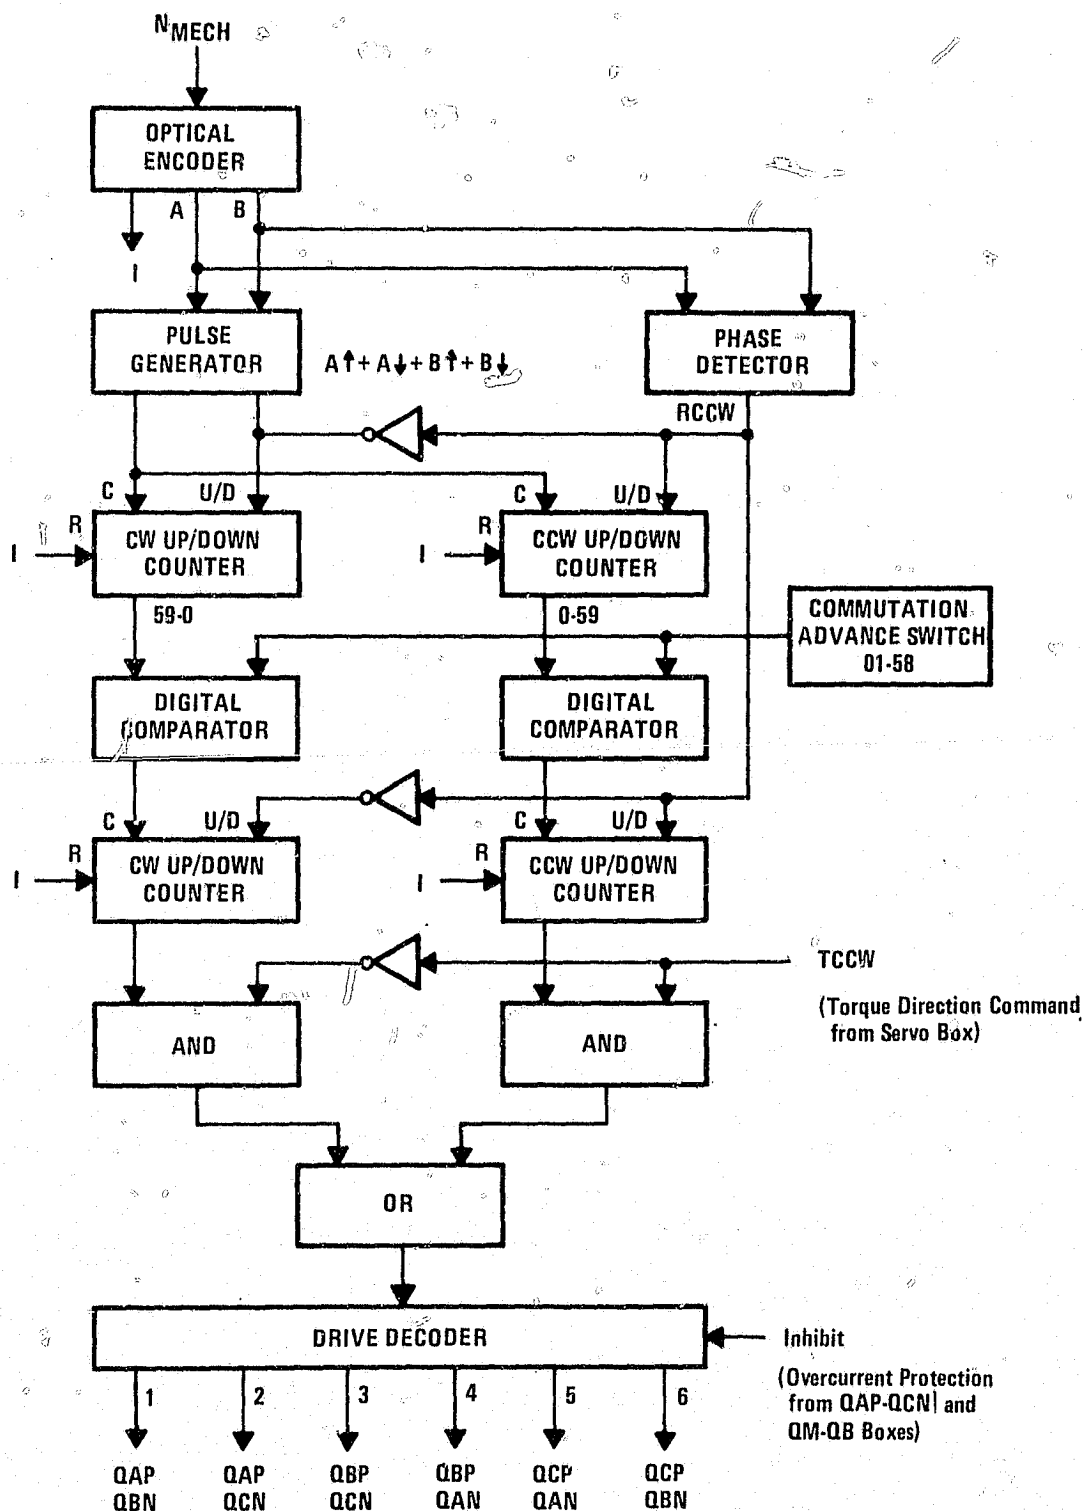 NMECH
OPTICAL
ENCODER
A
B
I
PULSE
GENERATOR
A↑ + A↓ + B↑ + B↓
PHASE
DETECTOR
RCCW
C
U/D
C
U/D
R
I
CW UP/DOWN
COUNTER
R
I
CCW UP/DOWN
COUNTER
59-0
0-59
COMMUTATION
ADVANCE SWITCH
01-58
DIGITAL
COMPARATOR
DIGITAL
COMPARATOR
C
U/D
C
U/D
R
I
CW UP/DOWN
COUNTER
R
I
CCW UP/DOWN
COUNTER
TCCW
(Torque Direction Command
from Servo Box)
AND
AND
OR
DRIVE DECODER
Inhibit
(Overcurrent Protection
from QAP-QCN and
QM-QB Boxes)
1
2
3
4
5
6
QAP
QBN
QAP
QCN
QBP
QCN
QBP
QAN
QCP
QAN
QCP
QBN